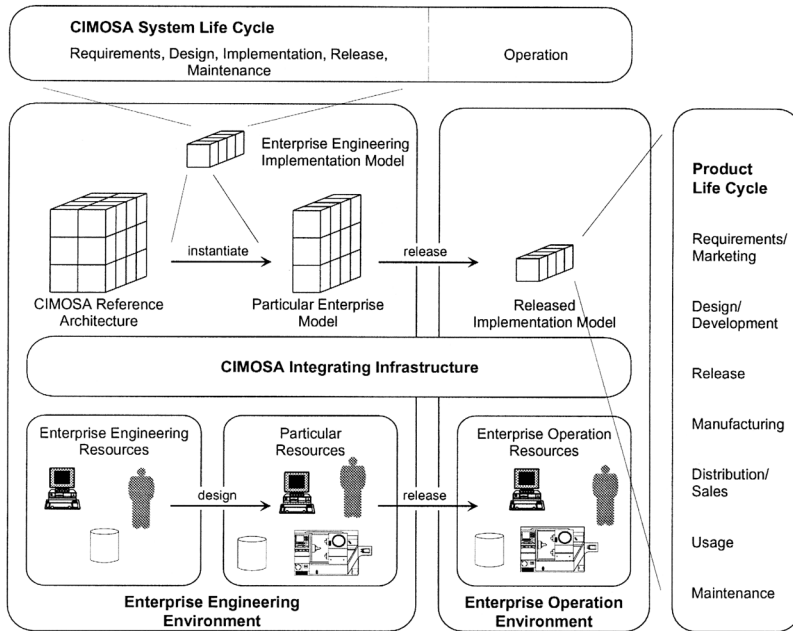 CIMOSA System Life Cycle
Requirements, Design, Implementation, Release,
Maintenance
Operation
Enterprise Engineering
Implementation Model
instantiate
release
CIMOSA Reference
Architecture
Particular Enterprise
Model
Released
Implementation Model
CIMOSA Integrating Infrastructure
Enterprise Engineering
Resources
Particular
Resources
Enterprise Operation
Resources
design
release
Enterprise Engineering
Environment
Enterprise Operation
Environment
Product
Life Cycle
Requirements/
Marketing
Design/
Development
Release
Manufacturing
Distribution/
Sales
Usage
Maintenance